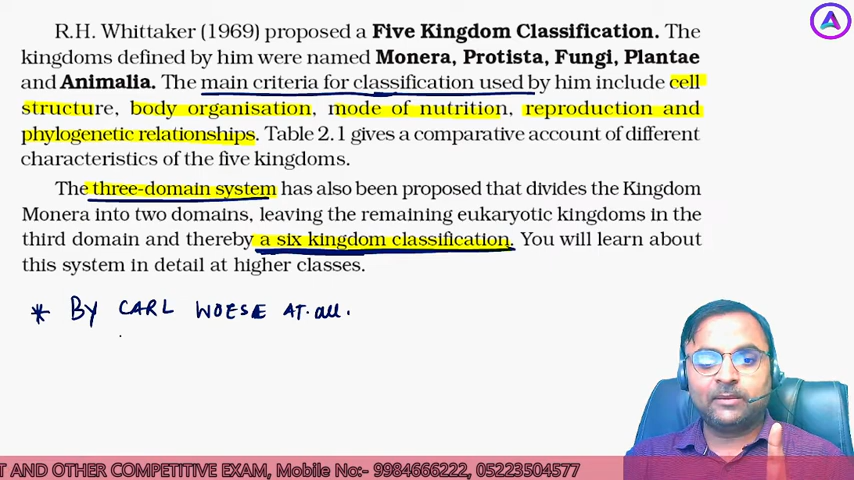 R.H. Whittaker (1969) proposed a Five Kingdom Classification. The
kingdoms defined by him were named Monera, Protista, Fungi, Plantae
and Animalia. The main criteria for classification used by him include cell
structure, body organisation, mode of nutrition, reproduction and
phylogenetic relationships. Table 2.1 gives a comparative account of different
characteristics of the five kingdoms.
The three-domain system has also been proposed that divides the Kingdom
Monera into two domains, leaving the remaining eukaryotic kingdoms in the
third domain and thereby a six kingdom classification. You will learn about
this system in detail at higher classes.
* By CARL WOESE AT. all.
T AND OTHER COMPETITIVE EXAM, Mobile No:- 9984666222, 05223504577